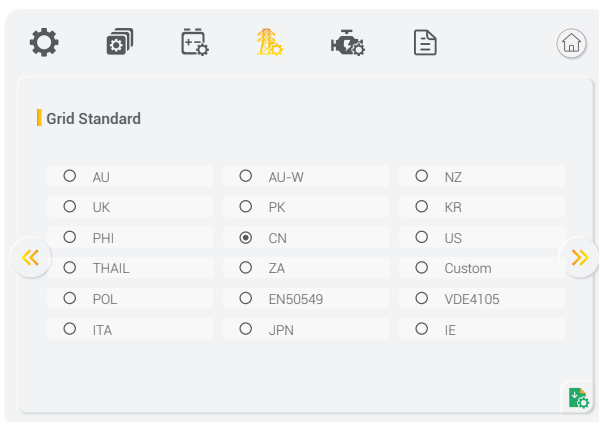 Grid Standard
AU AU-W NZ
UK PK KR
PHI CN US
THAIL ZA Custom
POL EN50549 VDE4105
ITA JPN IE